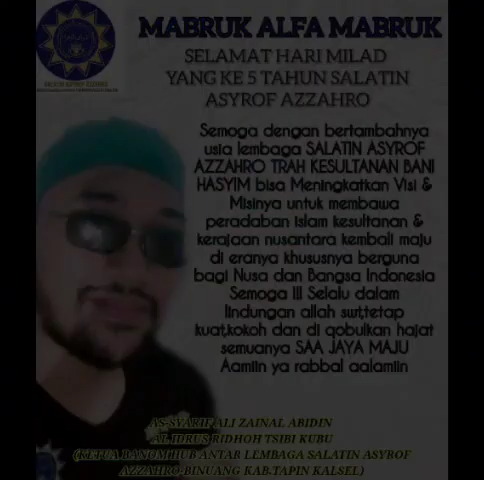 MABRUK ALFA MABRUK
SELAMAT HARI MILAD
YANG KE 5 TAHUN SALATIN
ASYROF AZZAHRO
Semoga dengan bertambahnya
usia lembaga SALATIN ASYROF
AZZAHRO TRAH KESULTANAN BANI
HASYIM bisa Meningkatkan Visi &
Misinya untuk membawa
peradaban islam kesultanan &
kerajaan nusantara kembali maju
di eranya khususnya berguna
bagi Nusa dan Bangsa Indonesia
Semoga lll Selalu dalam
lindungan allah swt,tetap
kuat,kokoh dan di qobulkan hajat
semuanya SAA JAYA MAJU
Aamiin ya rabbal aalamiin
AS-SYARIF ALI ZAINAL ABIDIN
AL IDRUS RIDHOH TSIBI KUBU
(KETUA BANOM HUB ANTAR LEMBAGA SALATIN ASYROF
AZZAHRO-BINUANG KAB-TAPIN KALSEL)